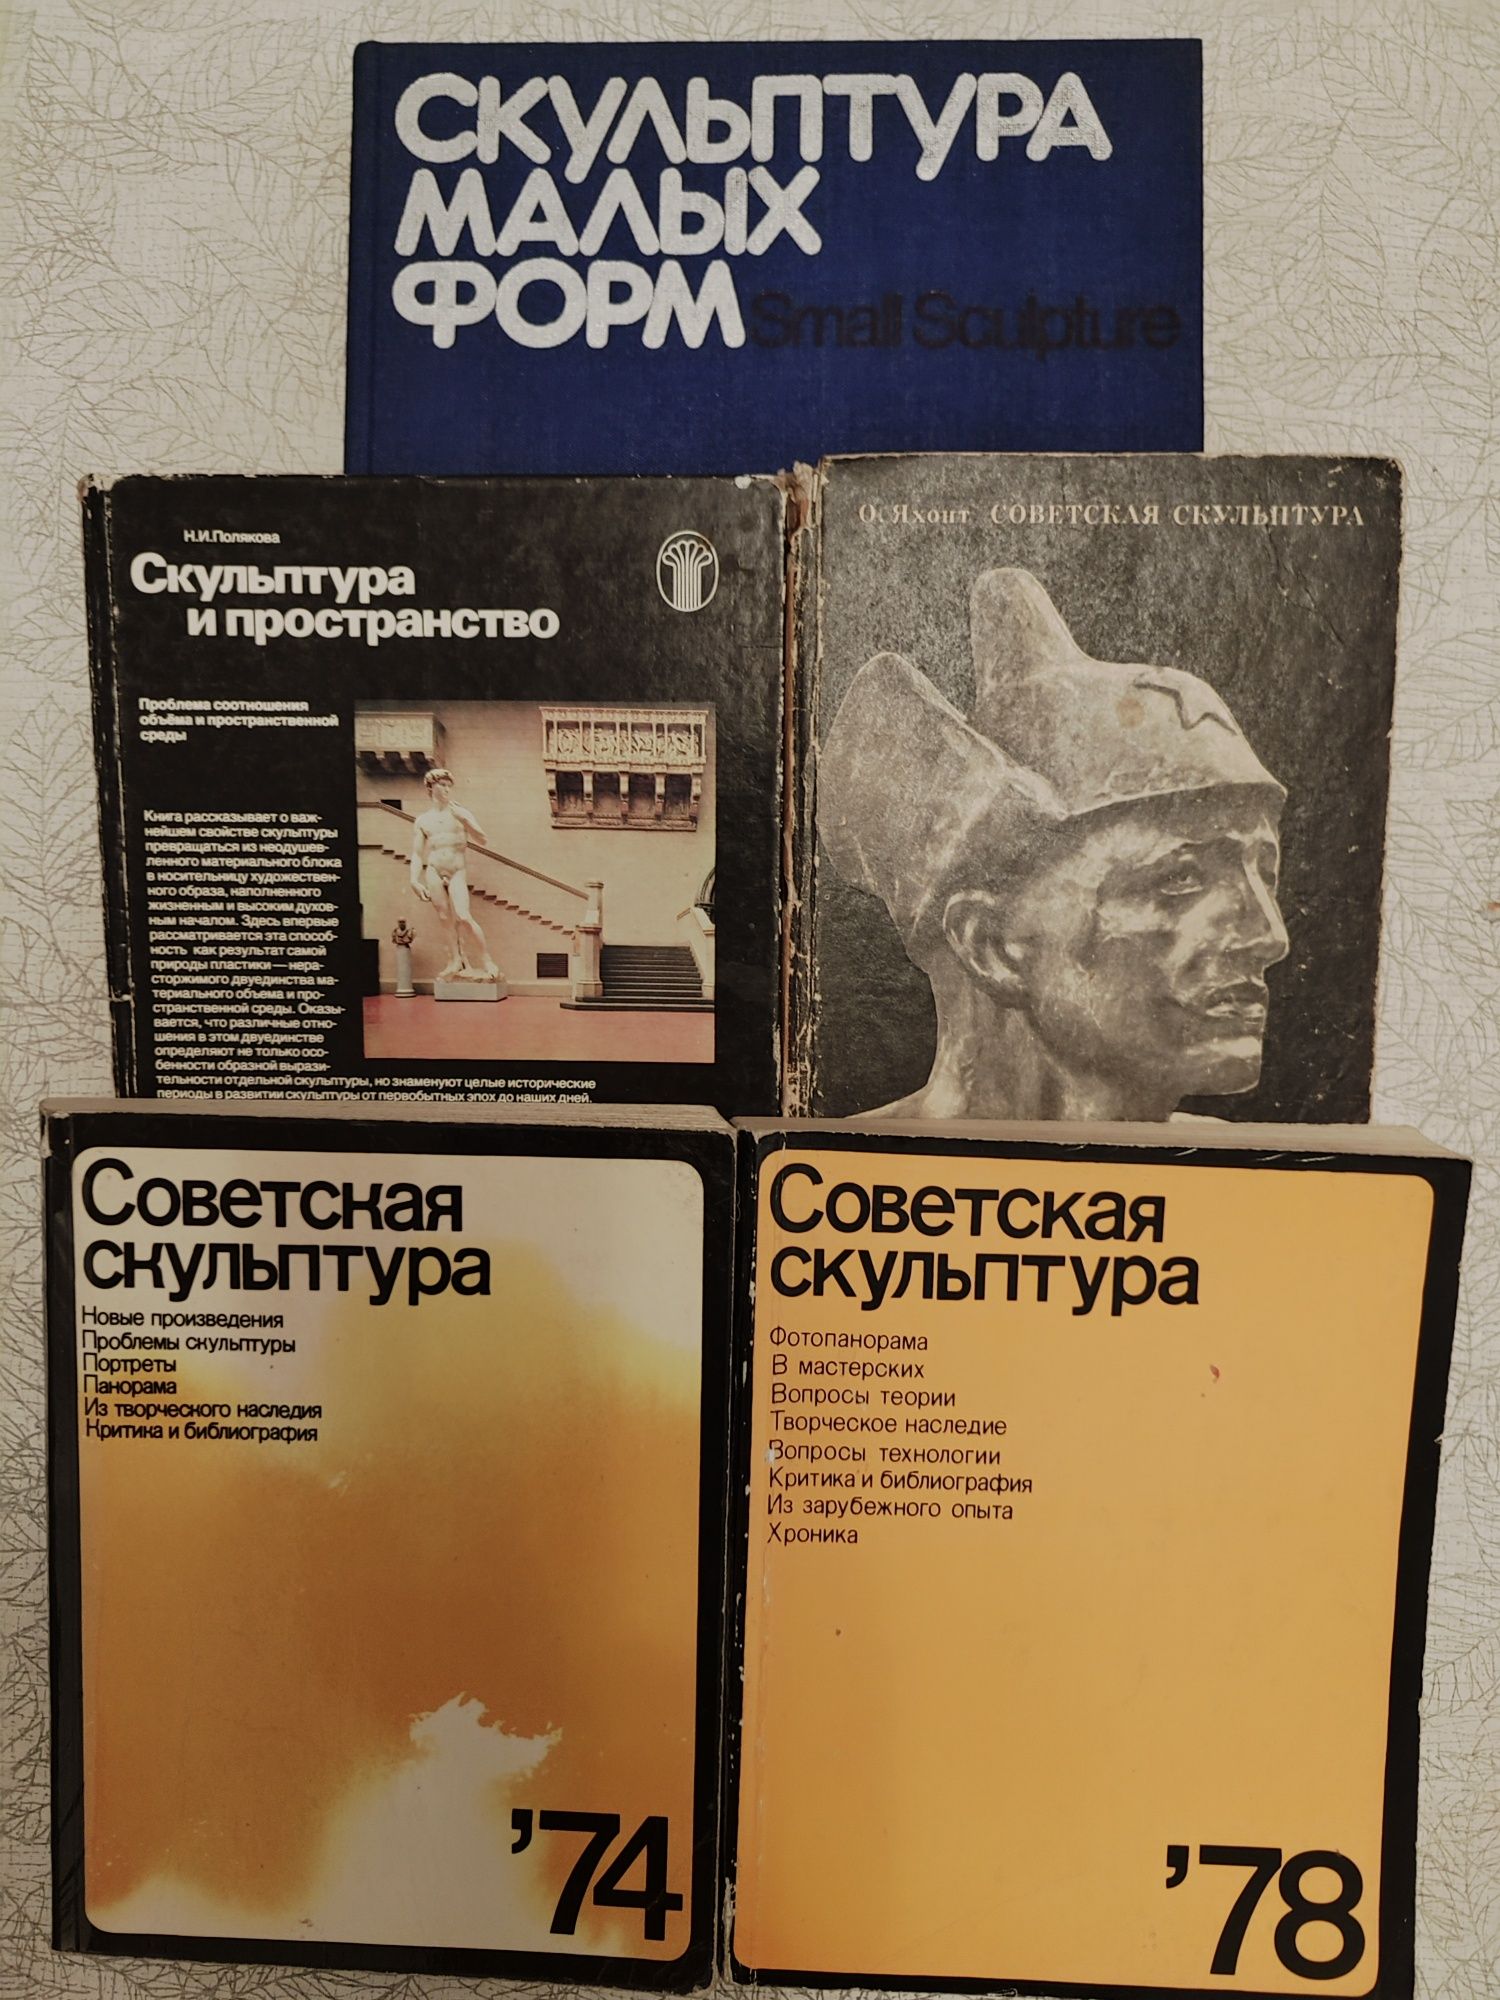 СКУЛЬПТУРА
МАЛЫХ
ФОРМ Small Sculpture
Н.И.Полякова
Скульптура
и пространство
Проблема соотношения
объёма и пространственной
среды
Книга рассказывает о важ-
нейшем свойстве скульптуры
превращаться из неодушев-
ленного материального блока
в носительницу художествен-
ного образа, наполненного
жизненным и высоким духов-
ным началом. Здесь впервые
рассматривается эта способ-
ность как результат самой
природы пластики — нера-
сторжимого двуединства ма-
териального объема и про-
странственной среды. Оказы-
вается, что различные отно-
шения в этом двуединстве
определяют не только осо-
бенности образной вырази-
тельности отдельной скульптуры, но знаменуют целые исторические
периоды в развитии скульптуры от первобытных эпох до наших дней.
О. Яхонт СОВЕТСКАЯ СКУЛЬПТУРА
Советская
скульптура
Новые произведения
Проблемы скульптуры
Портреты
Панорама
Из творческого наследия
Критика и библиография
'74
Советская
скульптура
Фотопанорама
В мастерских
Вопросы теории
Творческое наследие
Вопросы технологии
Критика и библиография
Из зарубежного опыта
Хроника
'78